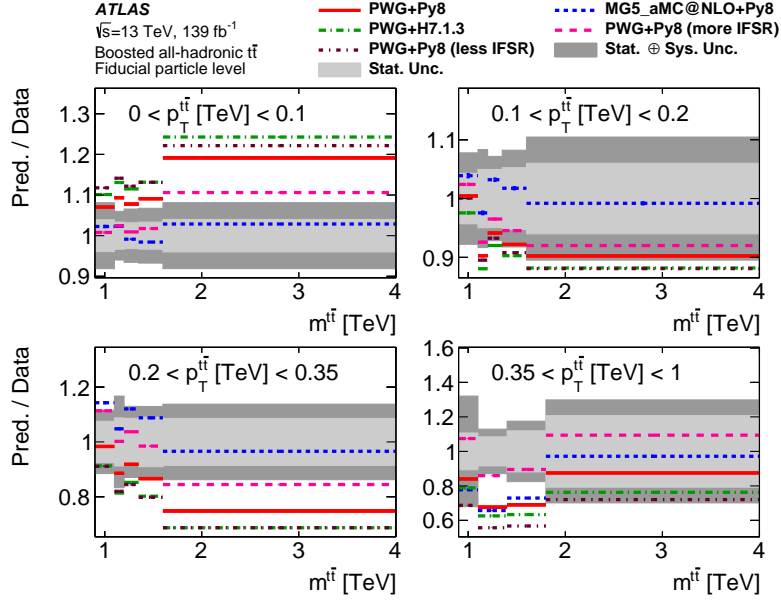 ATLAS
√s=13 TeV, 139 fb⁻¹
Boosted all-hadronic tt̄
Fiducial particle level
PWG+Py8
PWG+H7.1.3
PWG+Py8 (less IFSR)
Stat. Unc.
MG5_aMC@NLO+Py8
PWG+Py8 (more IFSR)
Stat. ⊕ Sys. Unc.
Pred. / Data
1.3
1.2
1.1
1
0.9
0 < p_T^{tt̄} [TeV] < 0.1
1 2 3 4
m^{tt̄} [TeV]
1.1
1
0.9
0.1 < p_T^{tt̄} [TeV] < 0.2
1 2 3 4
m^{tt̄} [TeV]
Pred. / Data
1.2
1
0.8
0.2 < p_T^{tt̄} [TeV] < 0.35
1 2 3 4
m^{tt̄} [TeV]
1.6
1.4
1.2
1
0.8
0.6
0.35 < p_T^{tt̄} [TeV] < 1
1 2 3 4
m^{tt̄} [TeV]